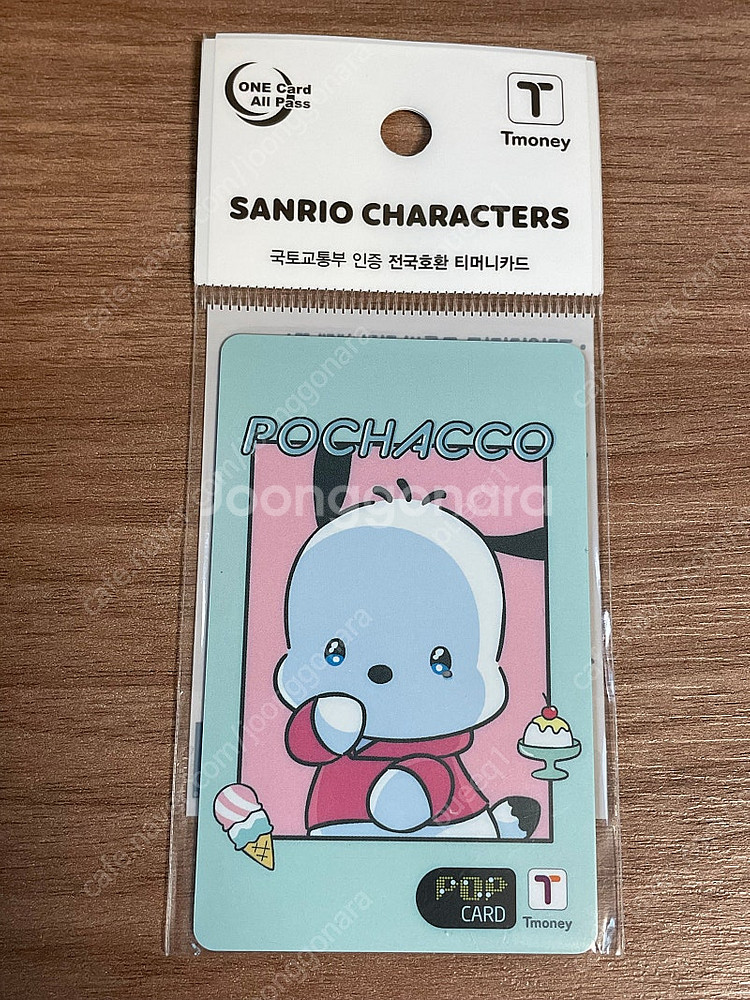 ONE Card
All Pass
Tmoney
SANRIO CHARACTERS
국토교통부 인증 전국호환 티머니카드
POCHACCO
Joonggonara
POP
CARD
Tmoney